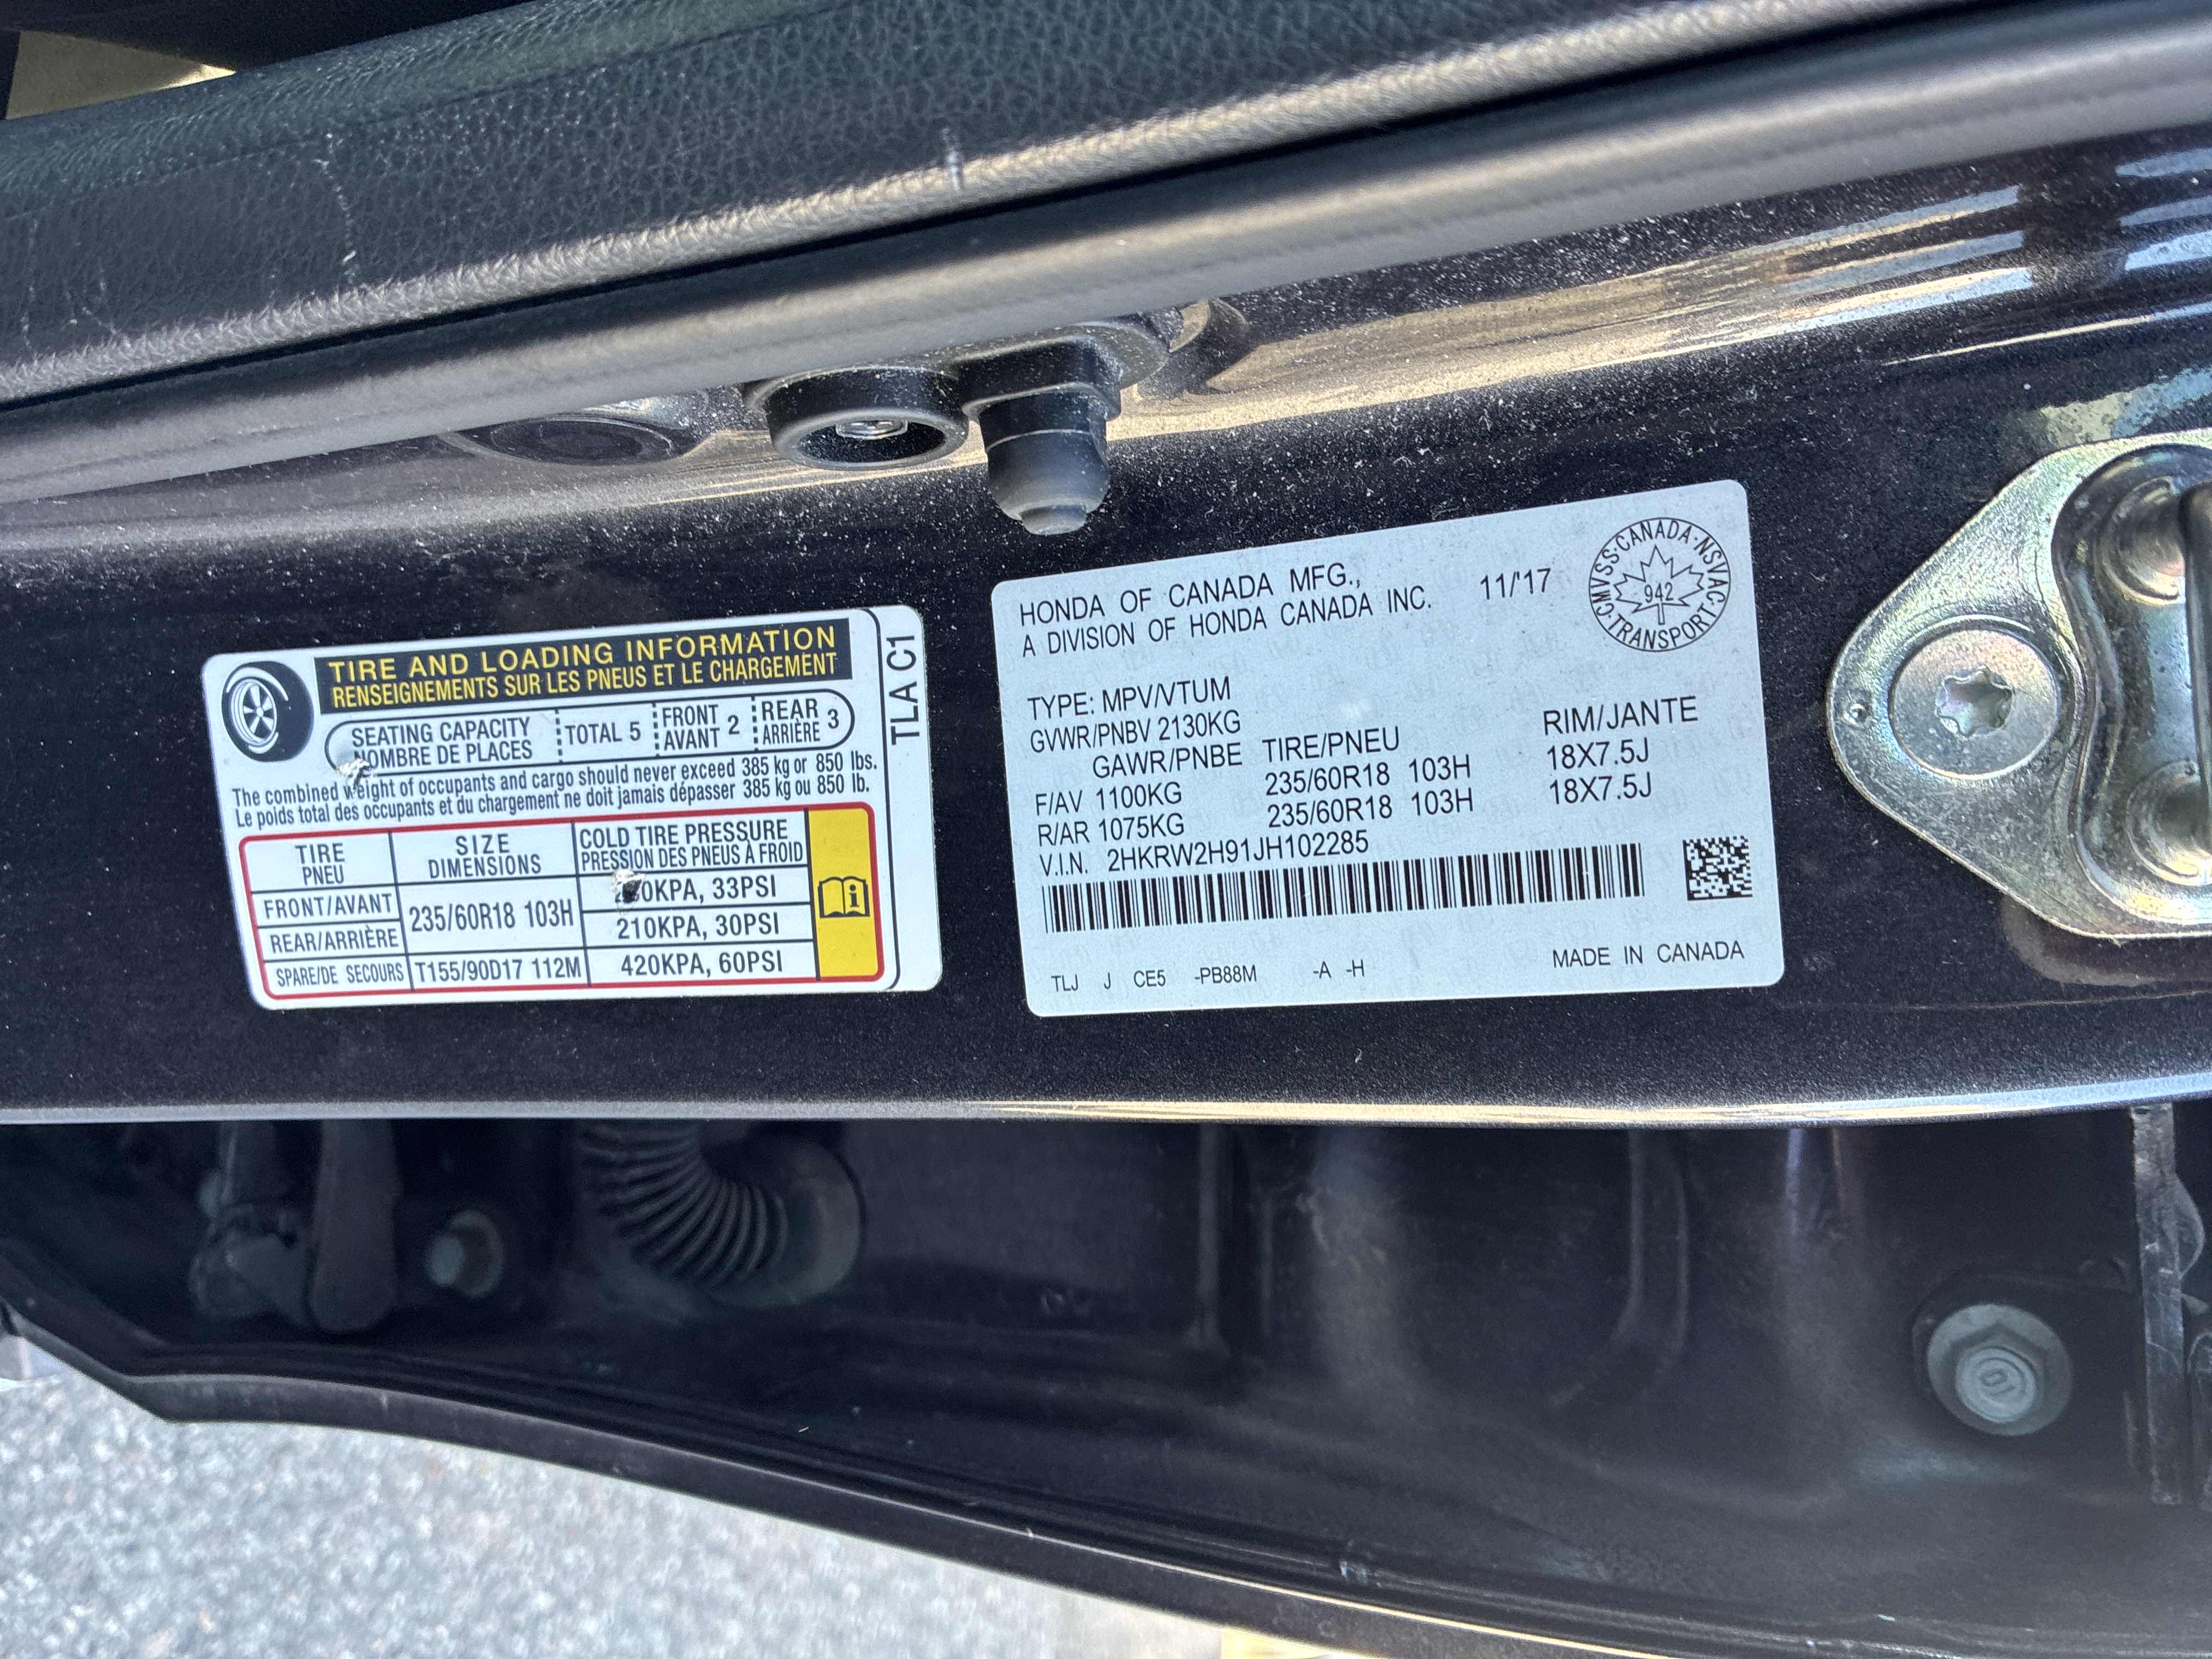 TIRE AND LOADING INFORMATION
RENSEIGNEMENTS SUR LES PNEUS ET LE CHARGEMENT
SEATING CAPACITY
NOMBRE DE PLACES
TOTAL 5
FRONT
AVANT 2
REAR
ARRIÈRE 3
The combined weight of occupants and cargo should never exceed 385 kg or 850 lbs.
Le poids total des occupants et du chargement ne doit jamais dépasser 385 kg ou 850 lb.
TIRE
PNEU
SIZE
DIMENSIONS
COLD TIRE PRESSURE
PRESSION DES PNEUS À FROID
FRONT/AVANT
235/60R18 103H
33PSI
REAR/ARRIÈRE
210KPA, 30PSI
SPARE/DE SECOURS
T155/90D17 112M
420KPA, 60PSI
TLA C1
HONDA OF CANADA MFG.,
A DIVISION OF HONDA CANADA INC.
11/'17
CMVSS·CANADA·NSVAC·TRANSPORT·
942
TYPE: MPV/VTUM
GVWR/PNBV 2130KG
GAWR/PNBE TIRE/PNEU RIM/JANTE
F/AV 1100KG 235/60R18 103H 18X7.5J
R/AR 1075KG 235/60R18 103H 18X7.5J
V.I.N. 2HKRW2H91JH102285
TLJ J CE5 -PB88M -A -H MADE IN CANADA